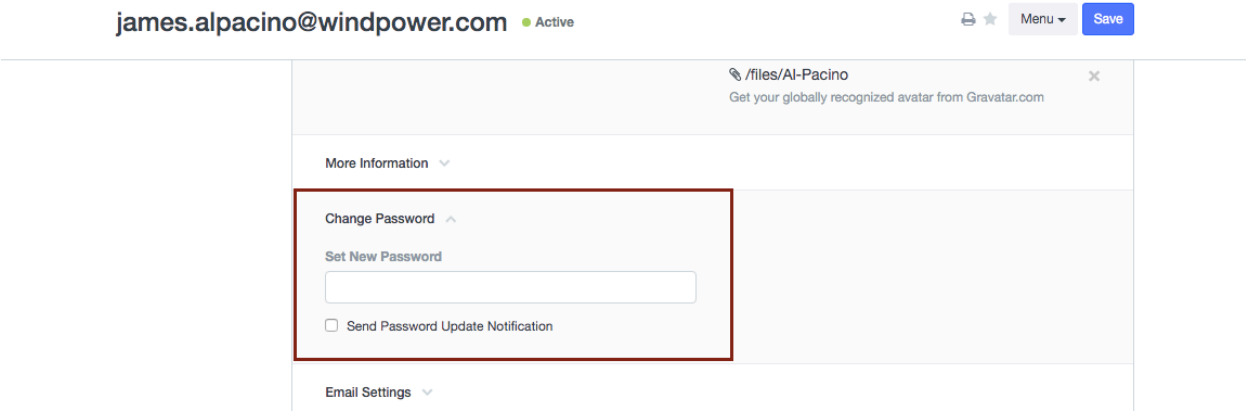 james.alpacino@windpower.com Active Menu Save
/files/Al-Pacino
Get your globally recognized avatar from Gravatar.com
More Information
Change Password
Set New Password
Send Password Update Notification
Email Settings